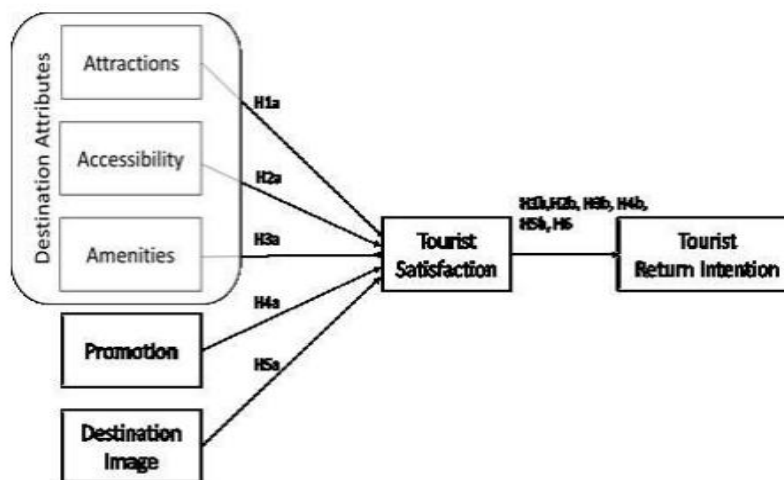 Destination Attributes
Attractions
H1a
Accessibility
H2a
Amenities
H3a
Tourist
Satisfaction
H1b,H2b, H3b, H4b,
H5b, H6
Tourist
Return Intention
H4a
Promotion
H5a
Destination
Image